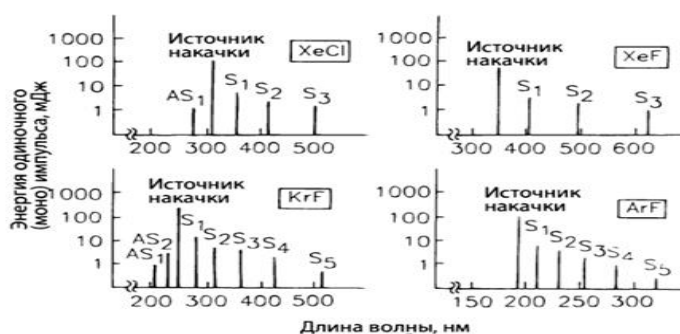 Энергия одиночного
(моно) импульса, мДж
Источник
накачки
XeCl
1000
100
10
1
AS1
S1
S2
S3
200 300 400 500
Источник
накачки
XeF
1000
100
10
1
S1
S2
S3
300 400 500 600
Источник
накачки
KrF
1000
100
10
1
AS2
AS1
S1
S2
S3
S4
S5
200 300 400 500
Источник
накачки
ArF
1000
100
10
1
S1
S2
S3
S4
S5
150 200 250 300
Длина волны, нм